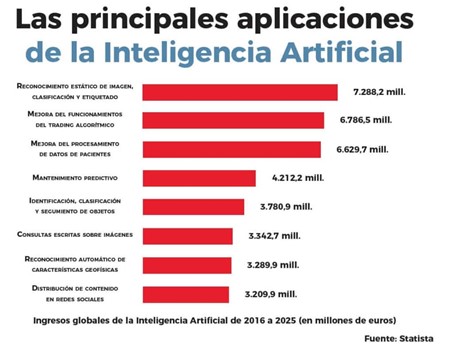 Las principales aplicaciones
de la Inteligencia Artificial
Reconocimiento estático de imagen,
clasificación y etiquetado
7.288,2 mill.
Mejora del funcionamientos
del trading algorítmico
6.786,5 mill.
Mejora del procesamiento
de datos de pacientes
6.629,7 mill.
Mantenimiento predictivo
4.212,2 mill.
Identificación, clasificación
y segumiento de objetos
3.780,9 mill.
Consultas escritas sobre imágenes
3.342,7 mill.
Reconocimiento automático de
características geofísicas
3.289,9 mill.
Distribución de contenido
en redes sociales
3.209,9 mill.
Ingresos globales de la Inteligencia Artificial de 2016 a 2025 (en millones de euros)
Fuente: Statista